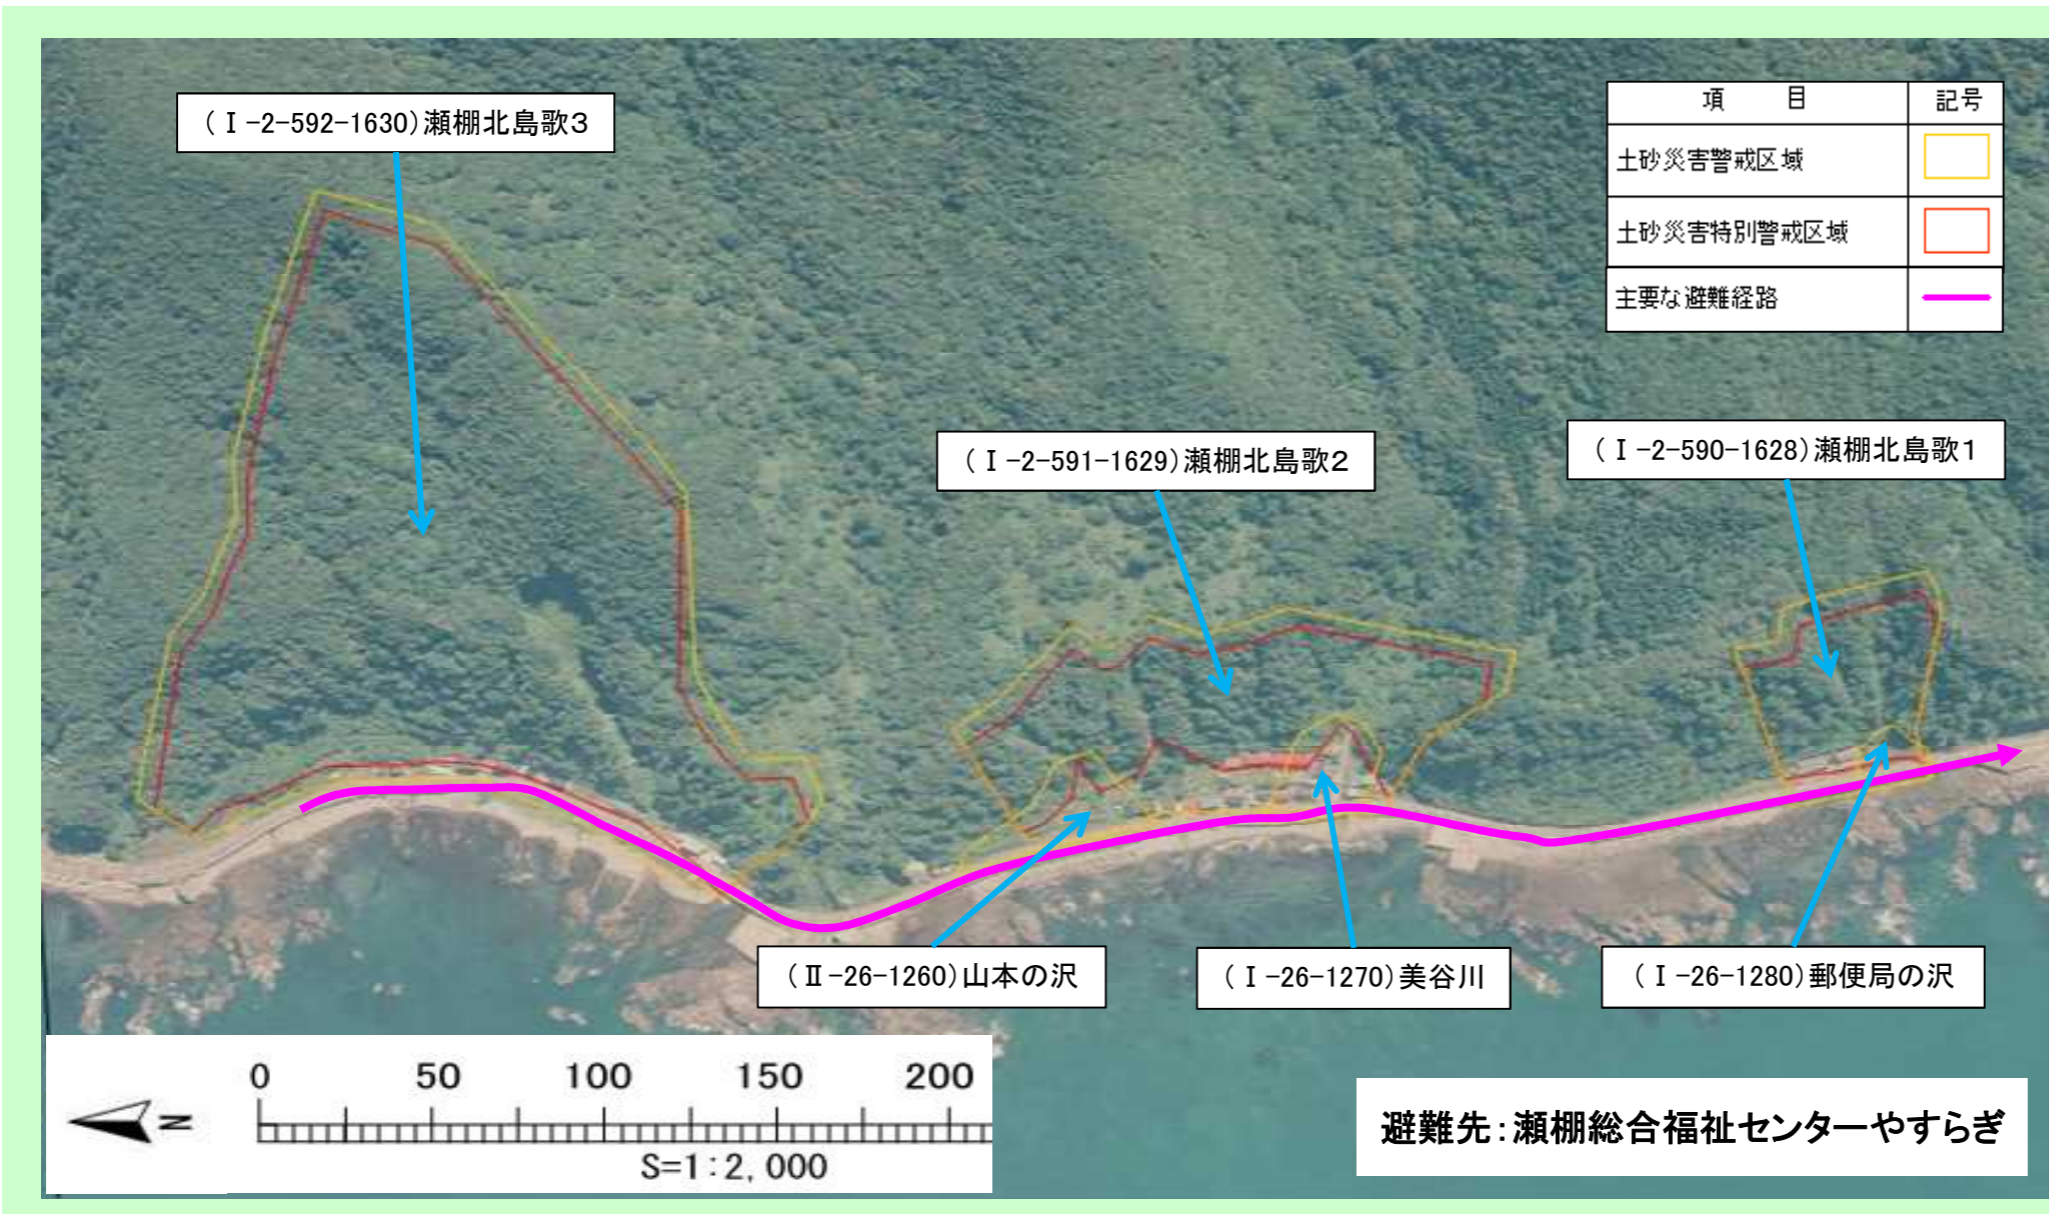 (Ⅰ-2-592-1630)瀬棚北島歌3
項 目 記号
土砂災害警戒区域
土砂災害特別警戒区域
主要な避難経路
(Ⅰ-2-591-1629)瀬棚北島歌2
(Ⅰ-2-590-1628)瀬棚北島歌1
(Ⅱ-26-1260)山本の沢
(Ⅰ-26-1270)美谷川
(Ⅰ-26-1280)郵便局の沢
0 50 100 150 200
N
S=1:2,000
避難先:瀬棚総合福祉センターやすらぎ